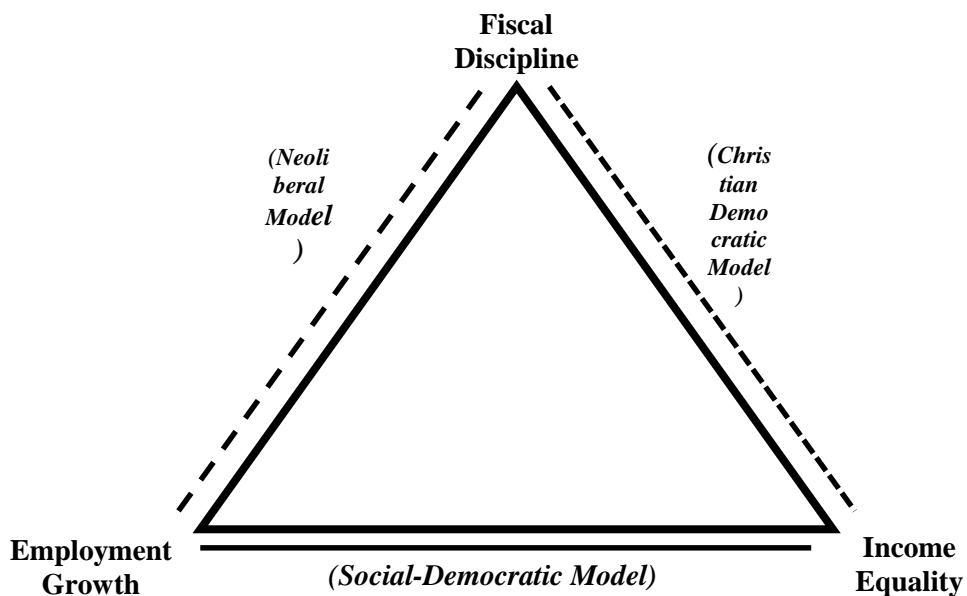 Fiscal
Discipline
(Neoli
beral
Model
)
(Chris
tian
Demo
cratic
Model
)
Employment
Growth
(Social-Democratic Model)
Income
Equality